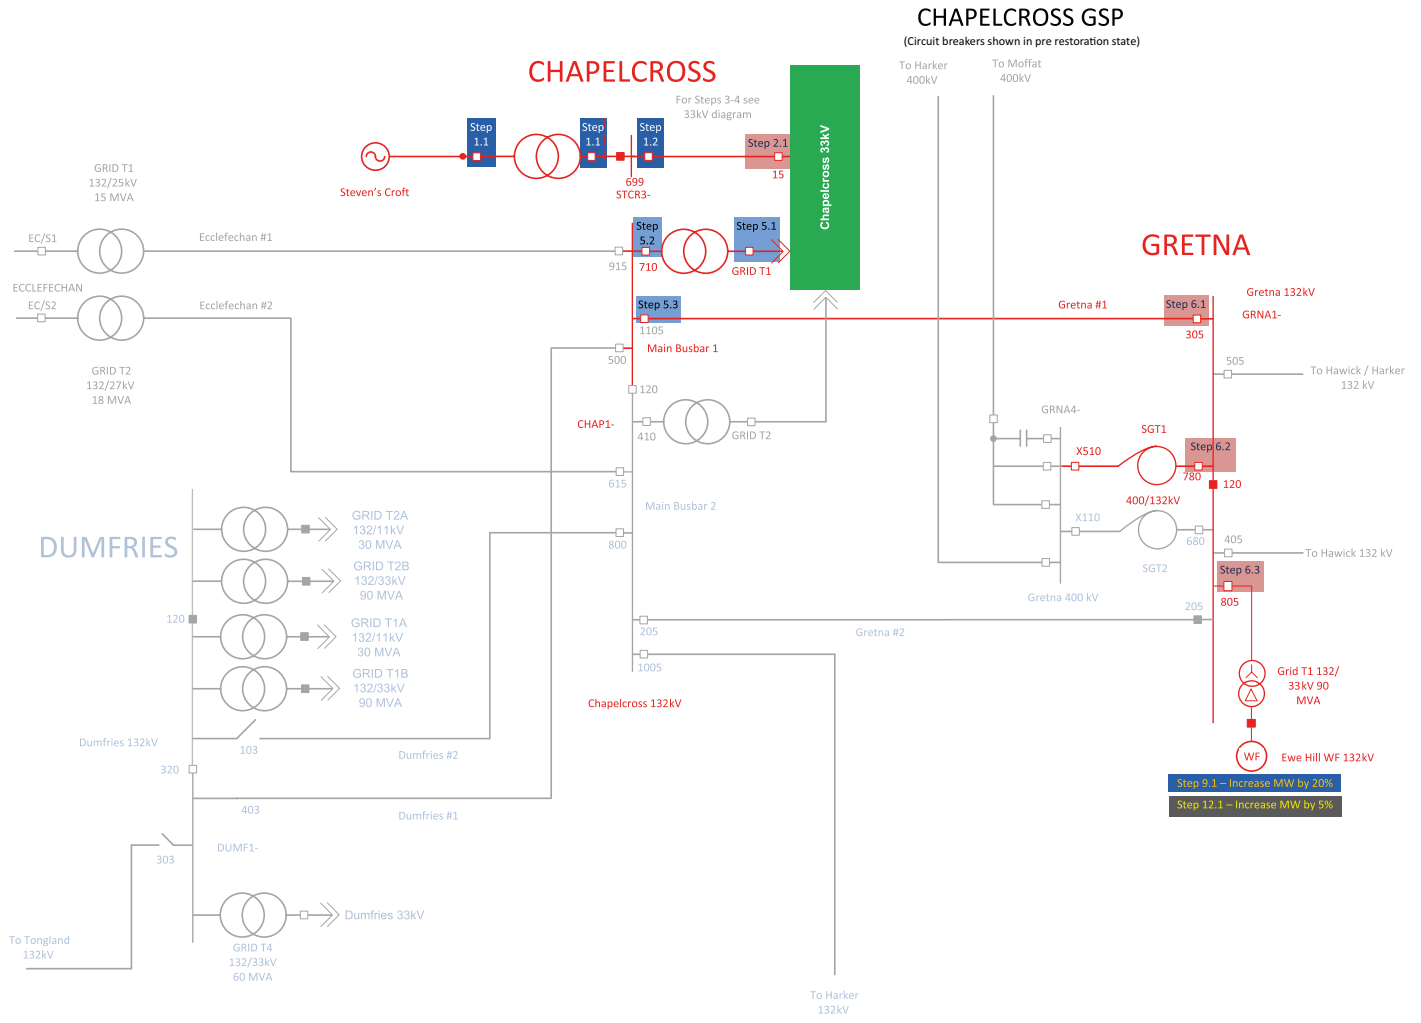 CHAPELCROSS GSP
(Circuit breakers shown in pre restoration state)
To Harker
400kV
To Moffat
400kV
CHAPELCROSS
For Steps 3-4 see
33kV diagram
Chapelcross 33kV
Step
1.1
Step
1.1
Step
1.2
Step 2.1
15
699
STCR3-
Steven's Croft
GRID T1
132/25kV
15 MVA
EC/S1
Ecclefechan #1
915
Step
5.2
710
Step 5.1
GRID T1
GRETNA
ECCLEFECHAN
EC/S2
Ecclefechan #2
Step 5.3
1105
Gretna #1
Step 6.1
305
Gretna 132kV
GRNA1-
500
Main Busbar 1
505
To Hawick / Harker
132 kV
GRID T2
132/27kV
18 MVA
120
CHAP1-
410
GRID T2
GRNA4-
SGT1
X510
Step 6.2
780
120
400/132kV
615
Main Busbar 2
X110
680
SGT2
405
To Hawick 132 kV
800
Gretna 400 kV
Step 6.3
805
205
205
Gretna #2
1005
Chapelcross 132kV
Grid T1 132/
33kV 90
MVA
WF
Ewe Hill WF 132kV
Step 9.1 – Increase MW by 20%
Step 12.1 – Increase MW by 5%
DUMFRIES
GRID T2A
132/11kV
30 MVA
GRID T2B
132/33kV
90 MVA
120
GRID T1A
132/11kV
30 MVA
GRID T1B
132/33kV
90 MVA
Dumfries 132kV
103
Dumfries #2
320
403
Dumfries #1
303
DUMF1-
Dumfries 33kV
GRID T4
132/33kV
60 MVA
To Tongland
132kV
To Harker
132kV